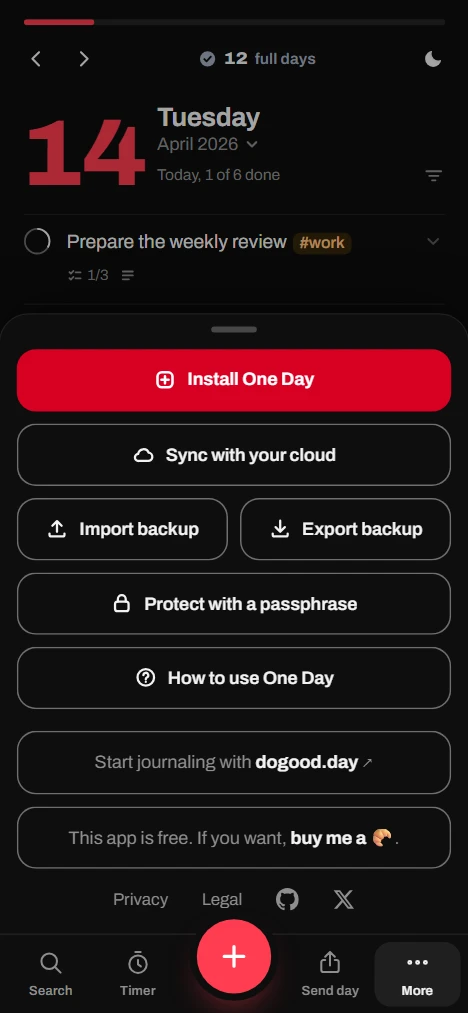 12 full days
14
Tuesday
April 2026
Today, 1 of 6 done
Prepare the weekly review #work
1/3
Install One Day
Sync with your cloud
Import backup
Export backup
Protect with a passphrase
How to use One Day
Start journaling with dogood.day ↗
This app is free. If you want, buy me a 🥐.
Privacy
Legal
Search
Timer
Send day
More